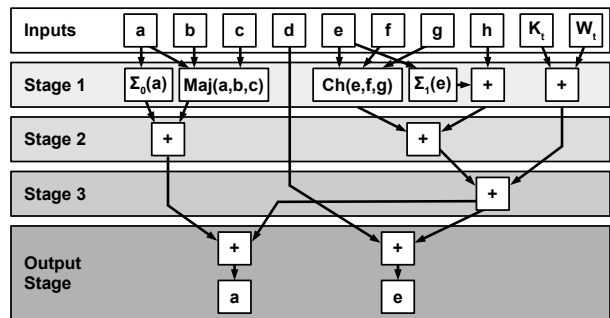 Inputs a b c d e f g h Kₜ Wₜ
Stage 1 Σ₀(a) Maj(a,b,c) Ch(e,f,g) Σ₁(e) + +
Stage 2 + +
Stage 3 +
+ +
Output
Stage
a e